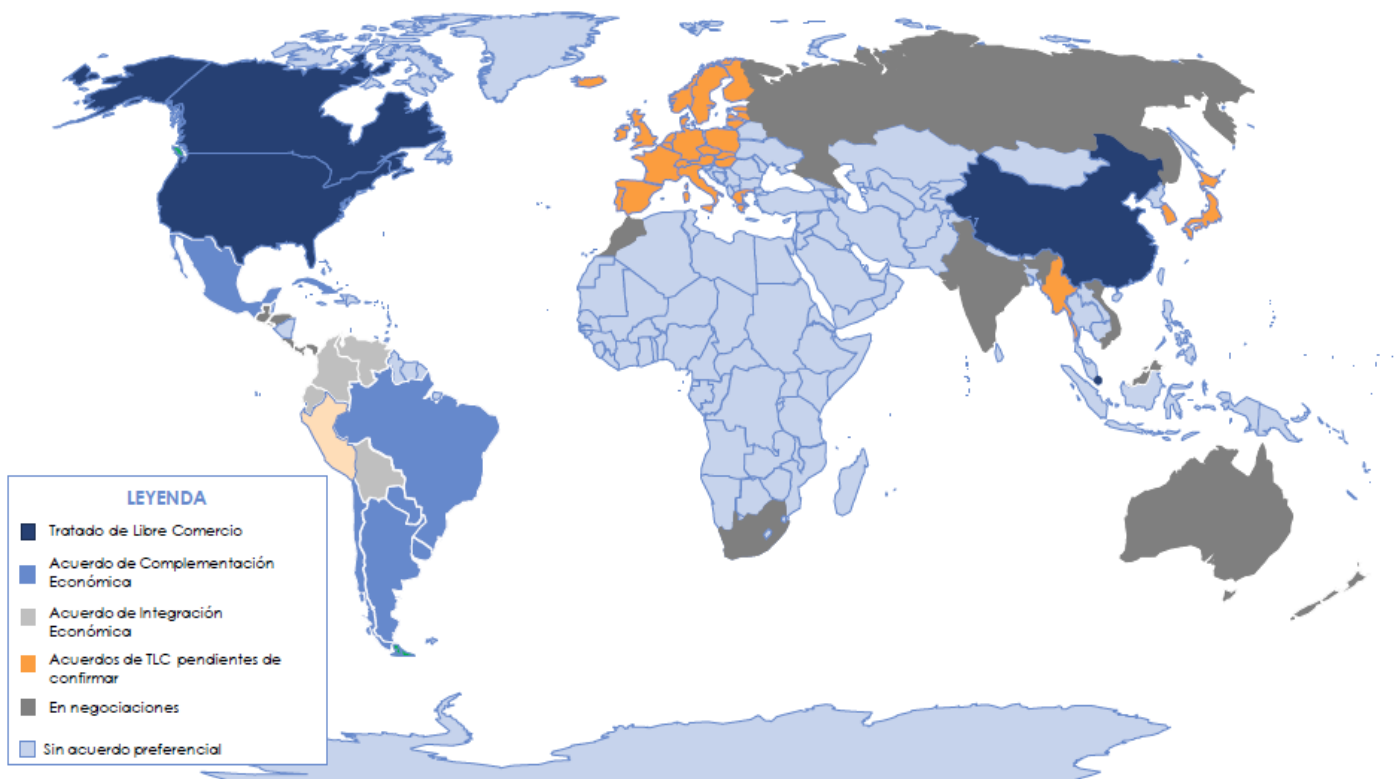 LEYENDA
Tratado de Libre Comercio
Acuerdo de Complementación
Económica
Acuerdo de Integración
Económica
Acuerdos de TLC pendientes de
confirmar
En negociaciones
Sin acuerdo preferencial